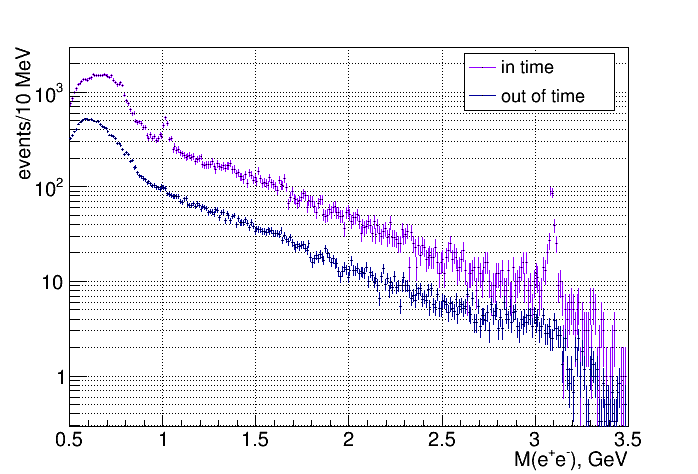 events/10 MeV
in time
out of time
10³
10²
10
1
0.5 1 1.5 2 2.5 3 3.5
M(e⁺e⁻), GeV